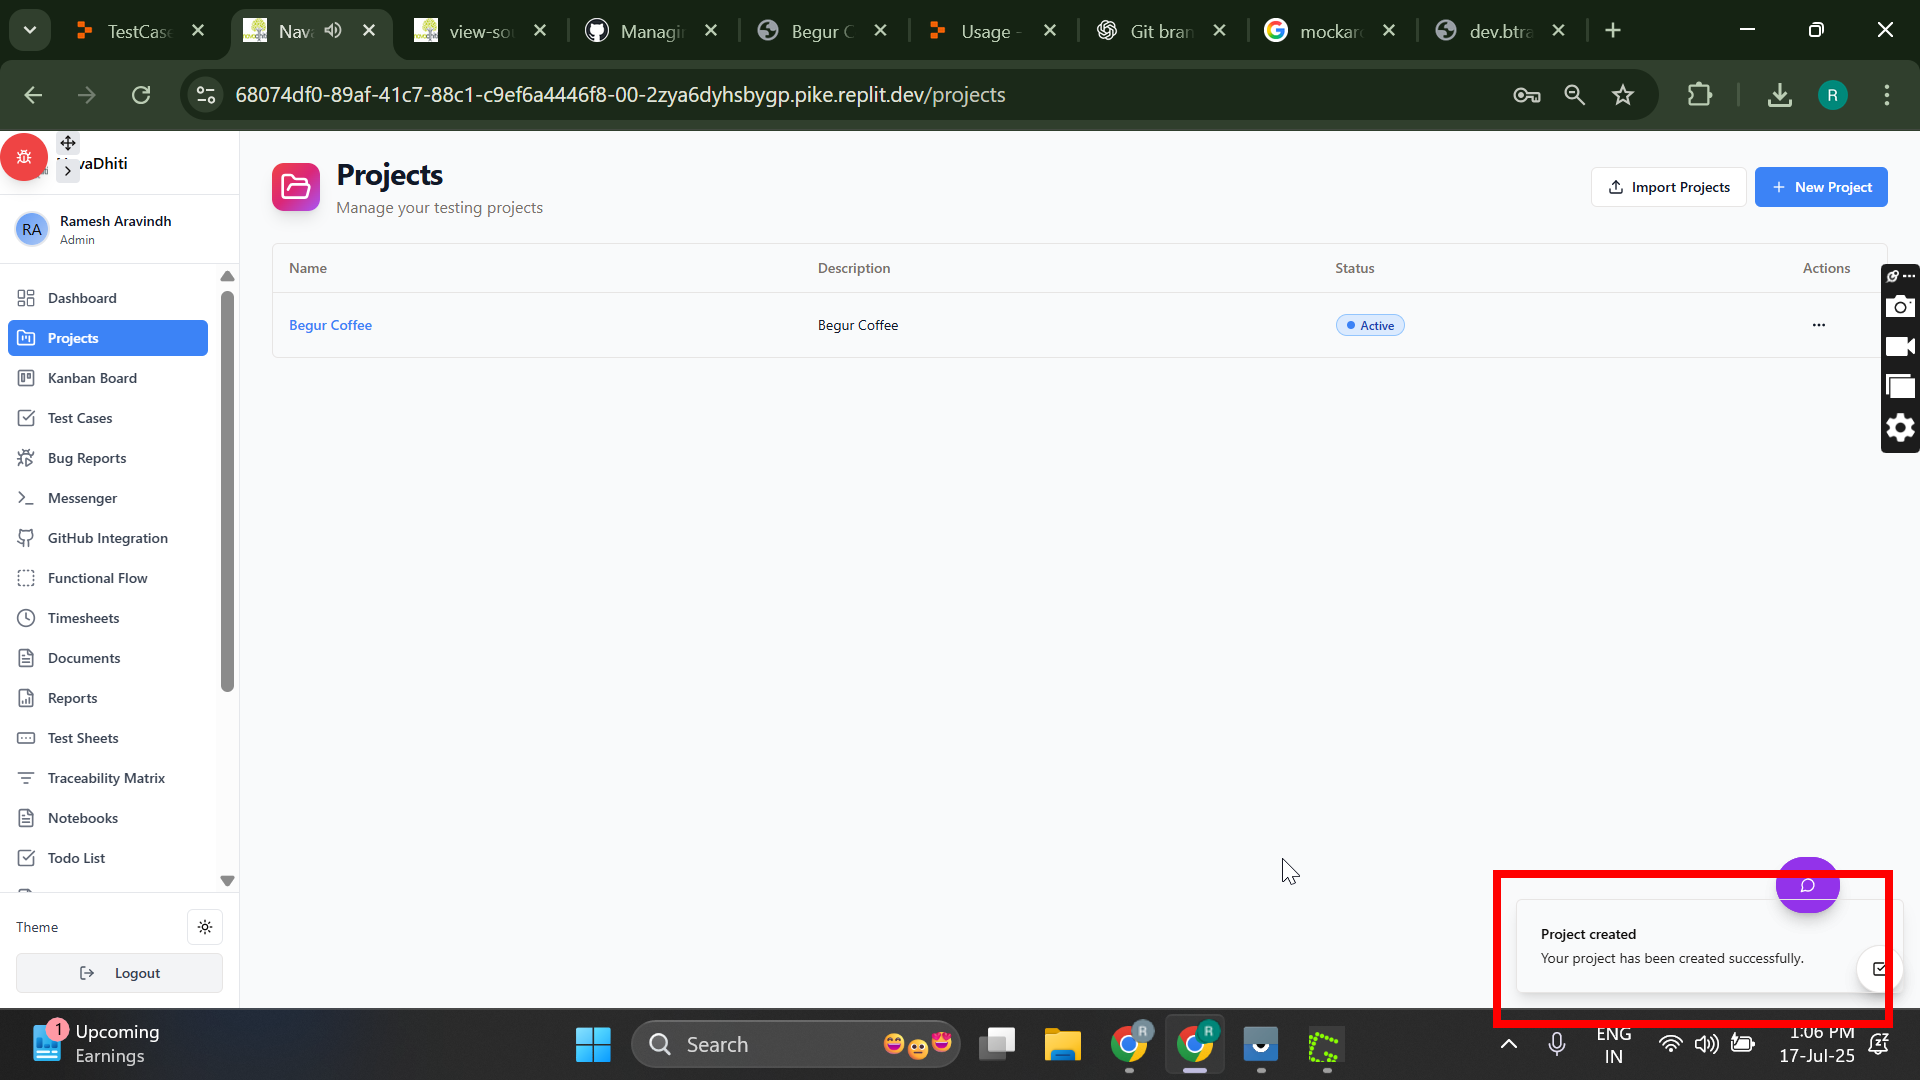 TestCase
Nav
view-so
Managi
Begur C
Usage -
Git bran
mockar
dev.btra
68074df0-89af-41c7-88c1-c9ef6a4446f8-00-2zya6dyhsbygp.pike.replit.dev/projects
R
vaDhiti
RA
Ramesh Aravindh
Admin
Dashboard
Projects
Kanban Board
Test Cases
Bug Reports
Messenger
GitHub Integration
Functional Flow
Timesheets
Documents
Reports
Test Sheets
Traceability Matrix
Notebooks
Todo List
Theme
Logout
Projects
Manage your testing projects
Import Projects
+ New Project
Name Description Status Actions
Begur Coffee Begur Coffee Active ...
Project created
Your project has been created successfully.
1
Upcoming
Earnings
Search
R
R
ENG
IN
1:06 PM
17-Jul-25